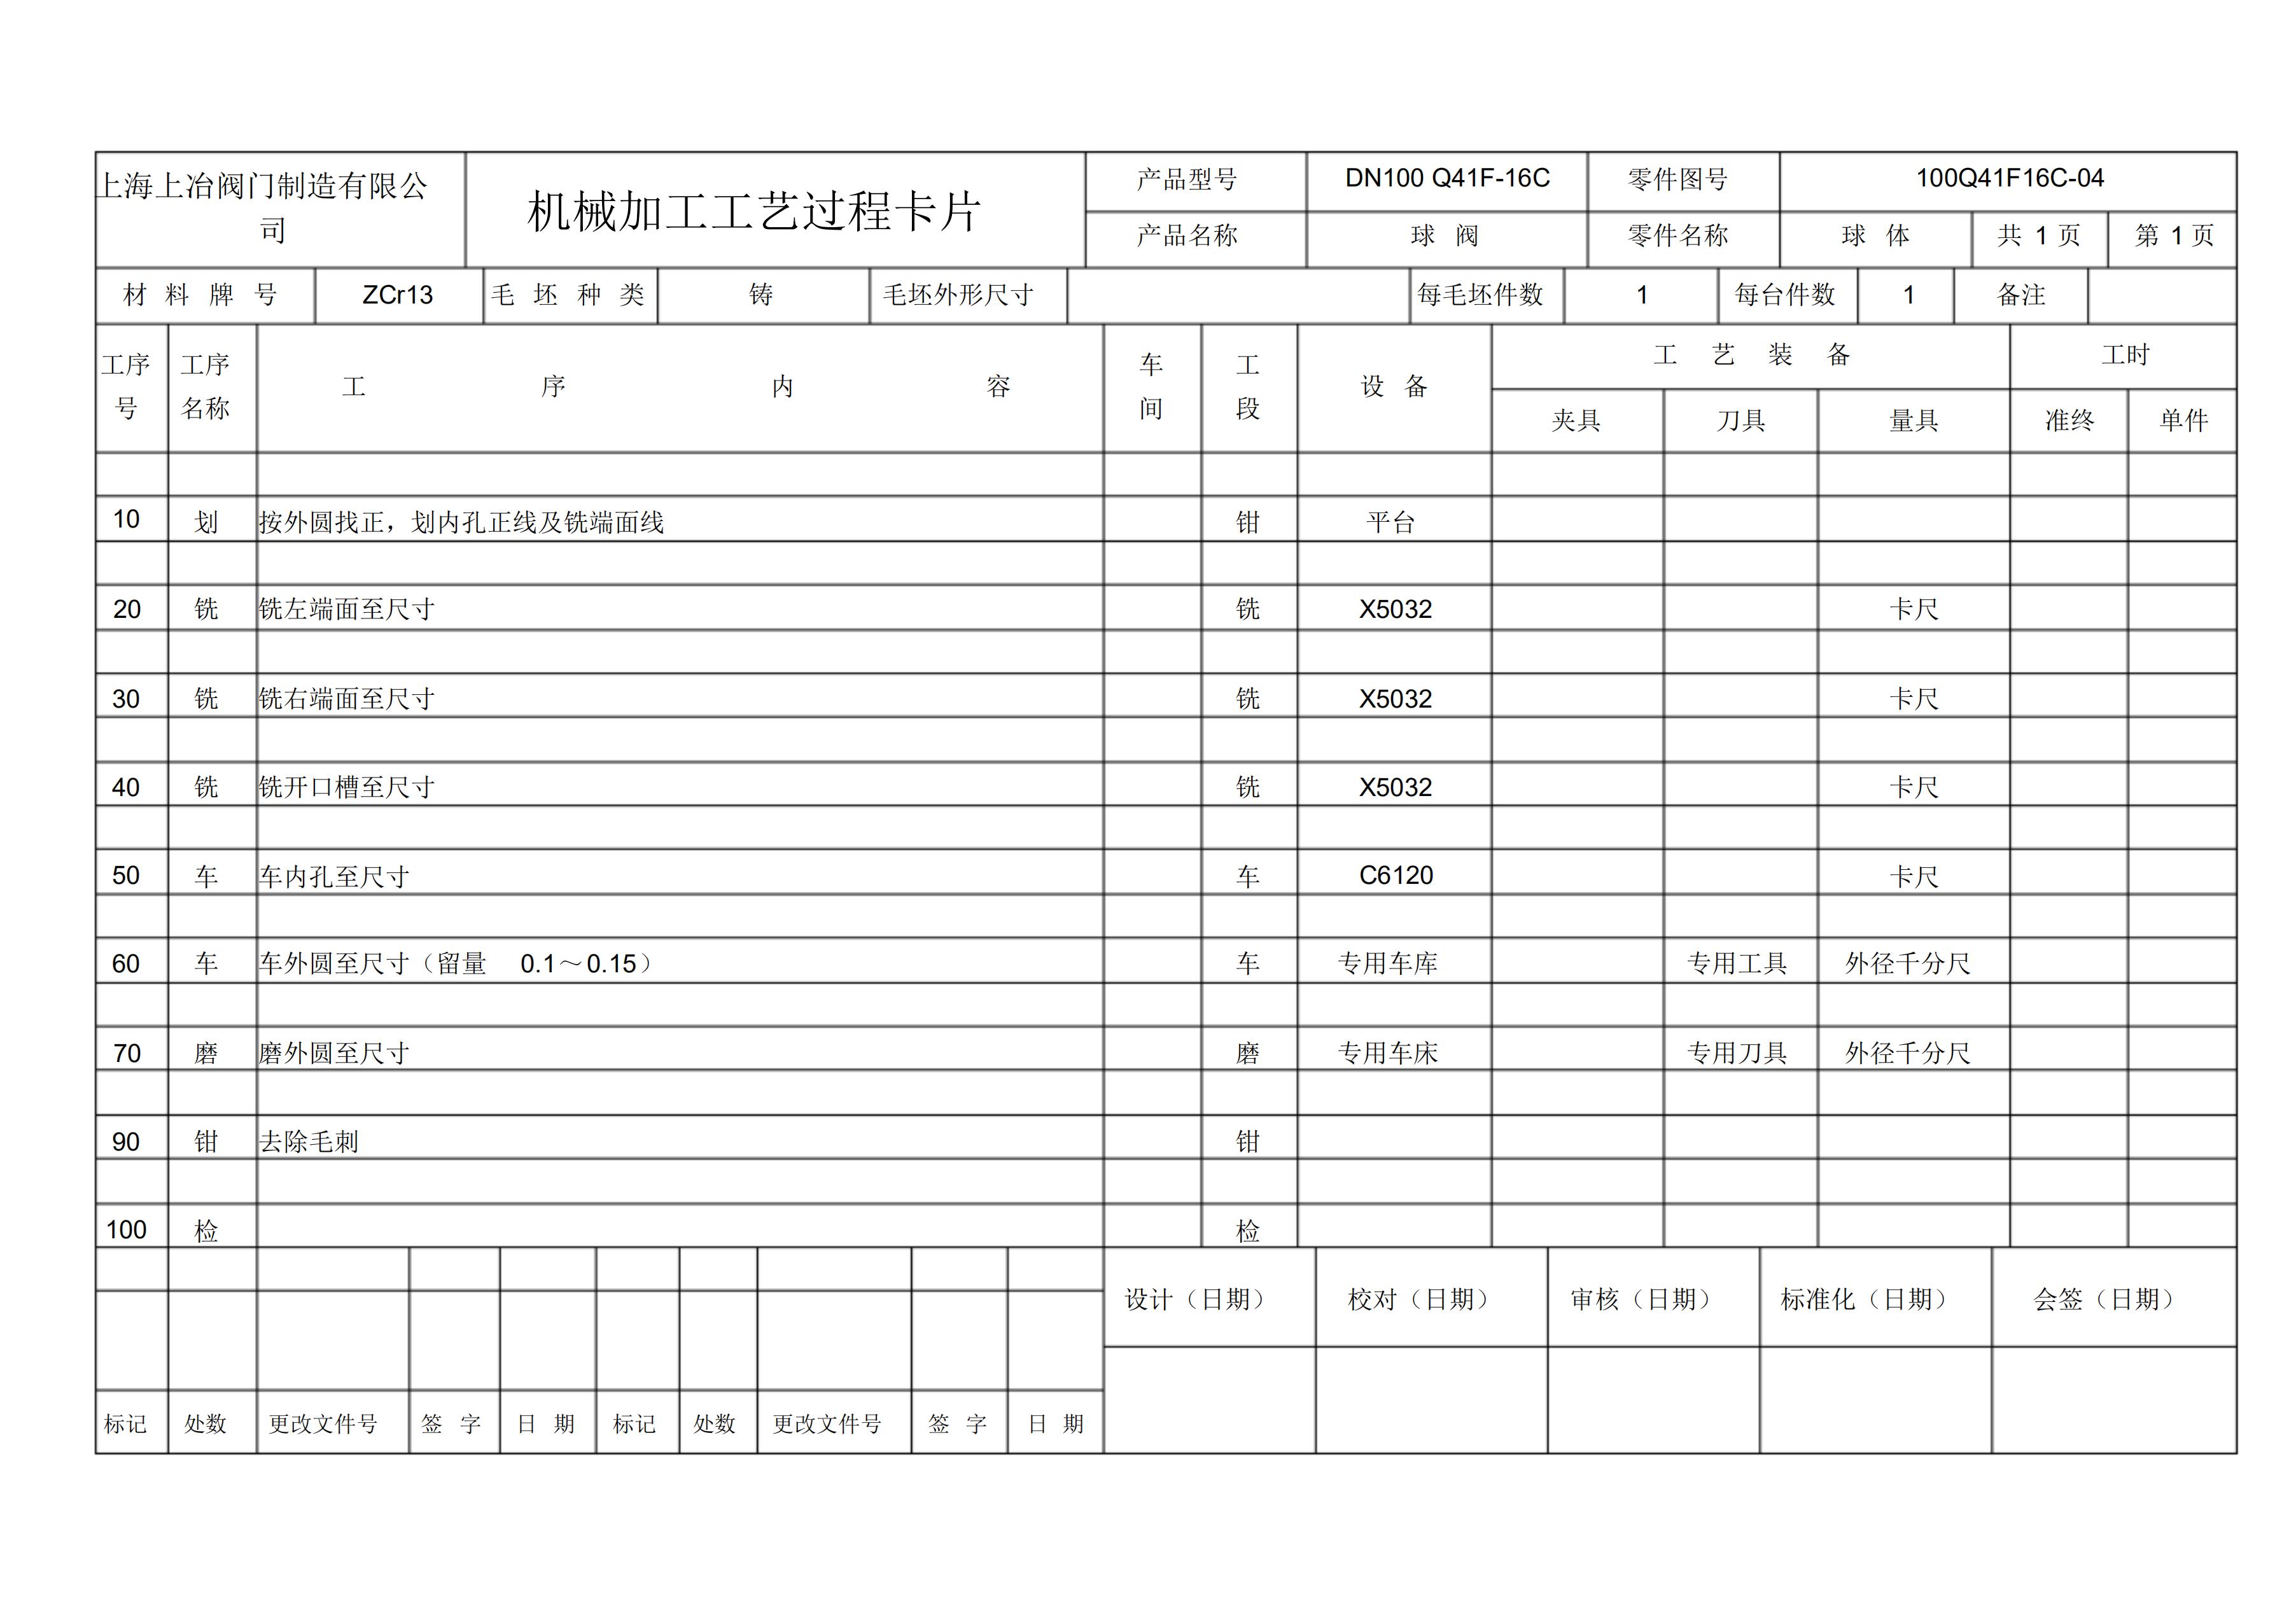 上海上冶阀门制造有限公
司
机械加工工艺过程卡片
产品型号 DN100 Q41F-16C 零件图号 100Q41F16C-04
产品名称 球 阀 零件名称 球 体 共 1 页 第 1 页
材 料 牌 号 ZCr13 毛 坯 种 类 铸 毛坯外形尺寸 每毛坯件数 1 每台件数 1 备注
工序号 工序名称 工 序 内 容 车间 工段 设 备 工 艺 装 备 工时
夹具 刀具 量具 准终 单件
10 划 按外圆找正，划内孔正线及铣端面线 钳 平台
20 铣 铣左端面至尺寸 铣 X5032 卡尺
30 铣 铣右端面至尺寸 铣 X5032 卡尺
40 铣 铣开口槽至尺寸 铣 X5032 卡尺
50 车 车内孔至尺寸 车 C6120 卡尺
60 车 车外圆至尺寸（留量 0.1～0.15） 车 专用车库 专用工具 外径千分尺
70 磨 磨外圆至尺寸 磨 专用车床 专用刀具 外径千分尺
90 钳 去除毛刺 钳
100 检 检
设计（日期） 校对（日期） 审核（日期） 标准化（日期） 会签（日期）
标记 处数 更改文件号 签 字 日 期 标记 处数 更改文件号 签 字 日 期